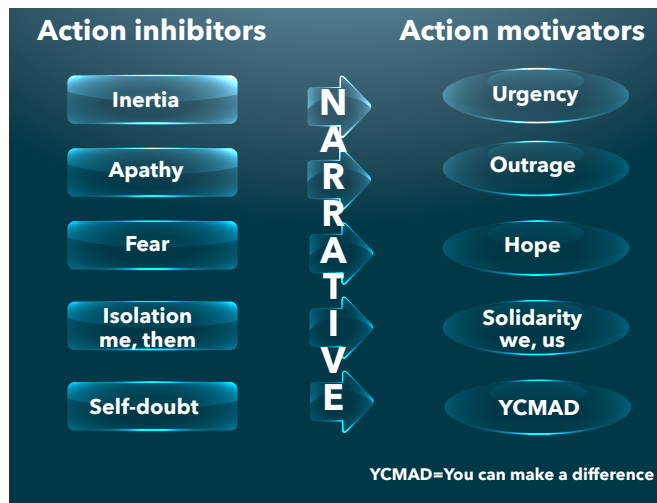 Action inhibitors
Action motivators
NARRATIVE
Inertia
Urgency
Apathy
Outrage
Fear
Hope
Isolation
me, them
Solidarity
we, us
Self-doubt
YCMAD
YCMAD=You can make a difference